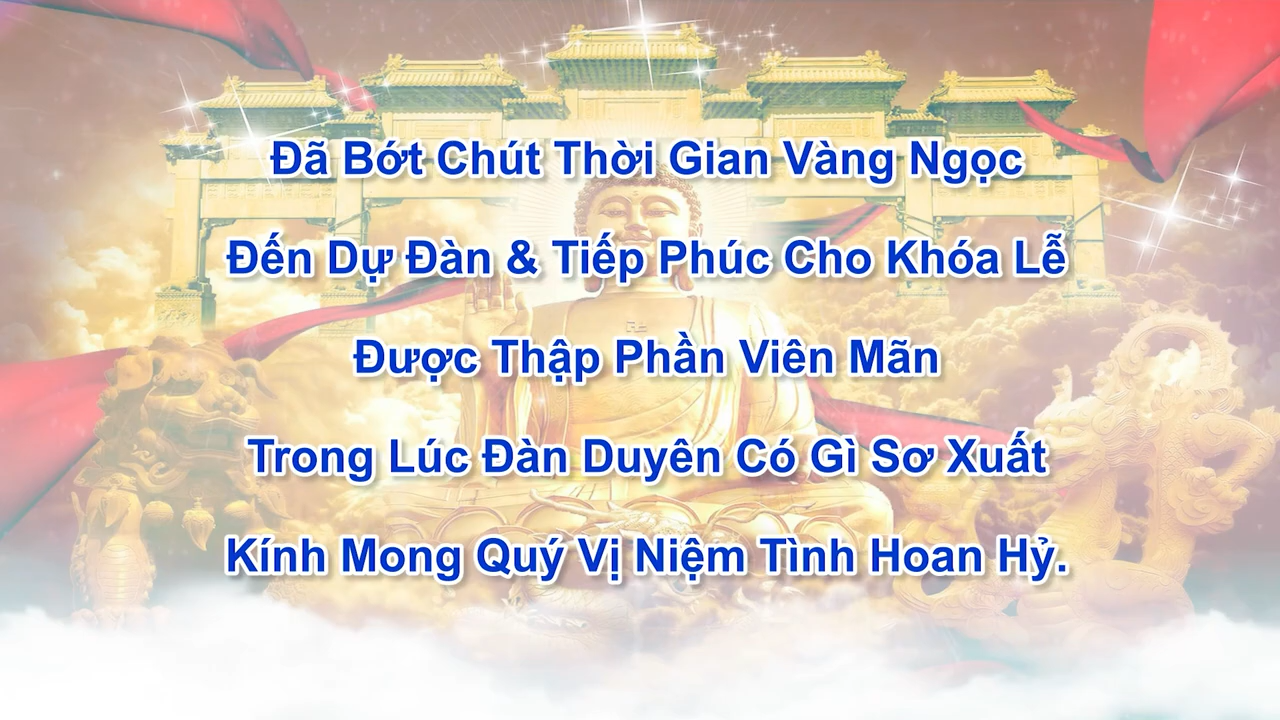 Đã Bớt Chút Thời Gian Vàng Ngọc
Đến Dự Đàn & Tiếp Phúc Cho Khóa Lễ
Được Thập Phần Viên Mãn
Trong Lúc Đàn Duyên Có Gì Sơ Xuất
Kính Mong Quý Vị Niệm Tình Hoan Hỷ.